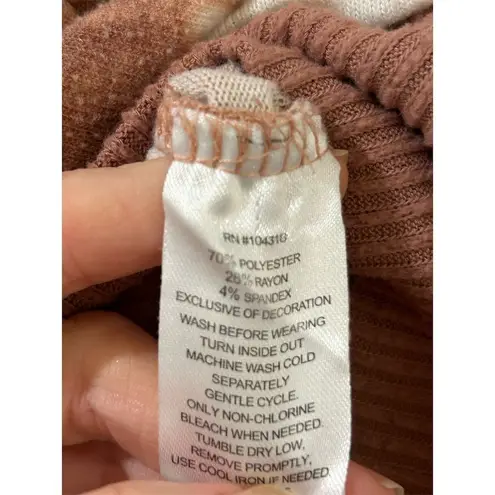 RN #104318
70% POLYESTER
26% RAYON
4% SPANDEX
EXCLUSIVE OF DECORATION
WASH BEFORE WEARING
TURN INSIDE OUT
MACHINE WASH COLD
SEPARATELY
GENTLE CYCLE.
ONLY NON-CHLORINE
BLEACH WHEN NEEDED.
TUMBLE DRY LOW,
REMOVE PROMPTLY,
USE COOL IRON IF NEEDED